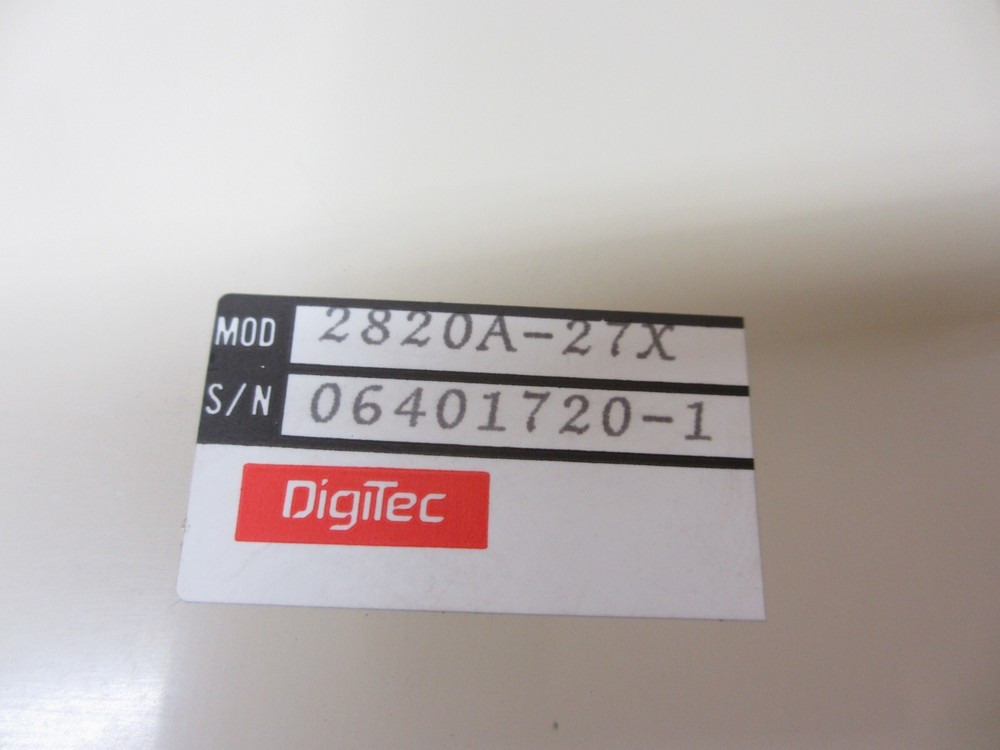 MOD 2820A-27X
S/N 06401720-1
DigiTec